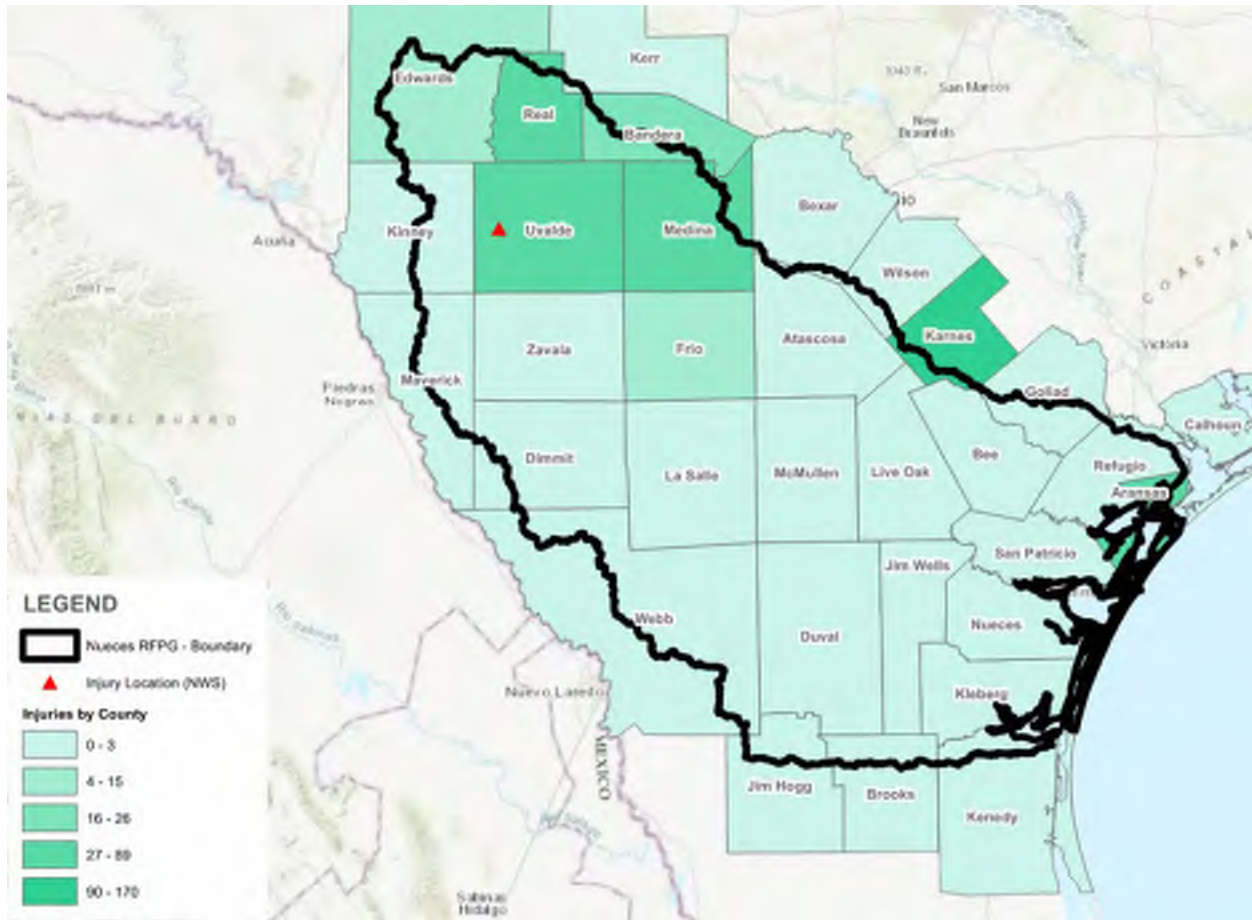 Kerr
Edwards
Real
San Marcos
New
Braunfels
Bandera
Bexar
Acuña
Kinney
Uvalde
Medina
Wilson
COASTAL
Zavala
Frio
Atascosa
Karnes
Victoria
Piedras
Negras
Maverick
Goliad
Calhoun
Dimmit
La Salle
McMullen
Live Oak
Bee
Refugio
Aransas
San Patricio
Jim Wells
Webb
Duval
Nueces
Nuevo Laredo
Kleberg
MEXICO
Jim Hogg
Brooks
Kenedy
Sabinas
Hidalgo
LEGEND
Nueces RFPG - Boundary
Injury Location (NWS)
Injuries by County
0 - 3
4 - 15
16 - 26
27 - 89
90 - 170